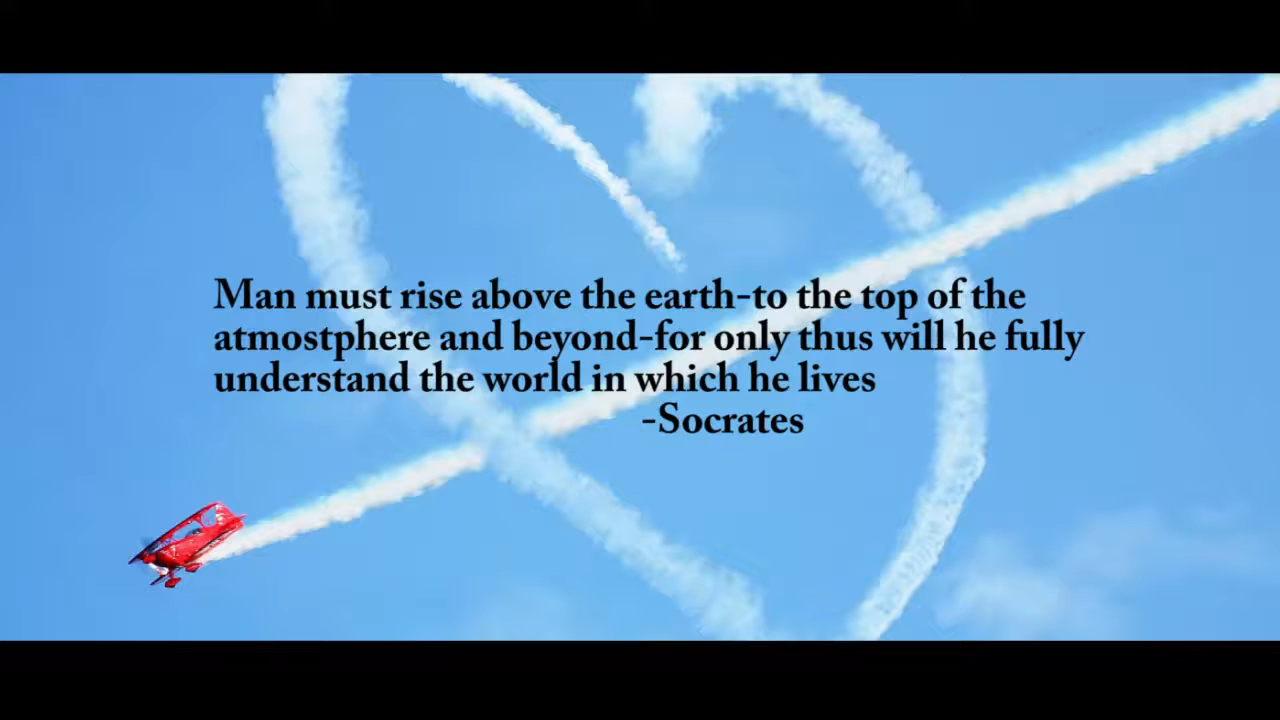 Man must rise above the earth-to the top of the
atmostphere and beyond-for only thus will he fully
understand the world in which he lives
-Socrates